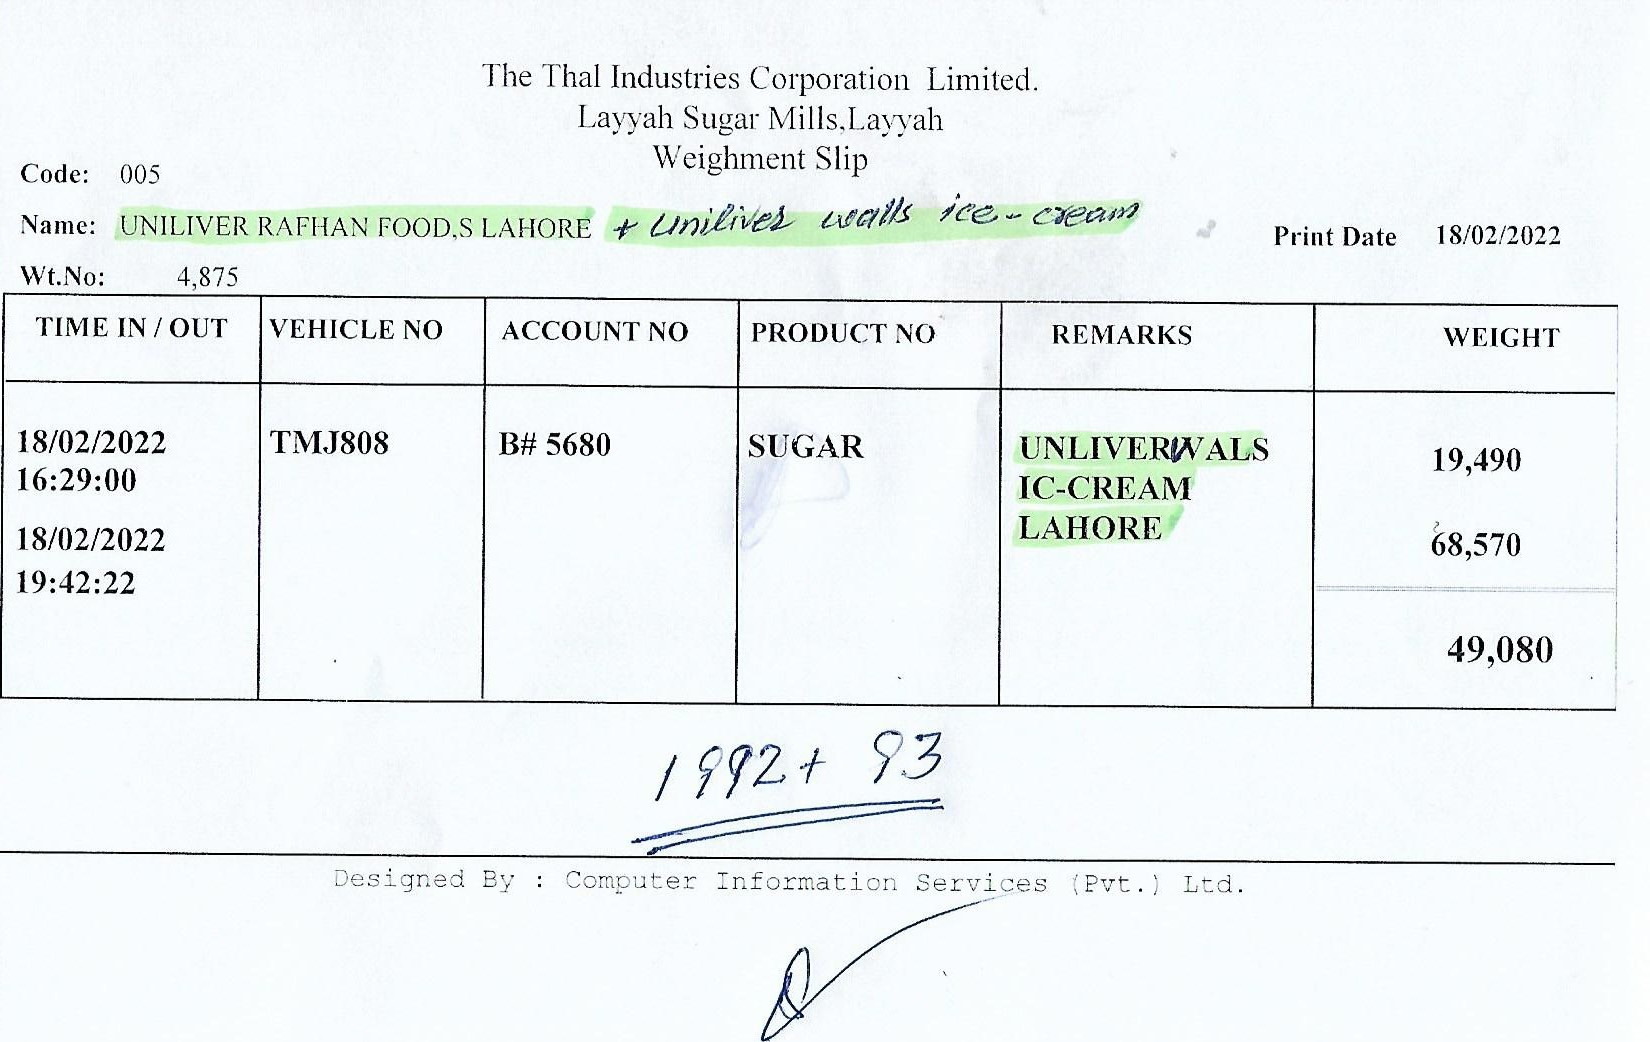 The Thal Industries Corporation Limited.
Layyah Sugar Mills,Layyah
Weighment Slip
Code: 005
Name: UNILIVER RAFHAN FOOD,S LAHORE + Uniliver walls ice-cream
Print Date 18/02/2022
Wt.No: 4,875
TIME IN / OUT VEHICLE NO ACCOUNT NO PRODUCT NO REMARKS WEIGHT
18/02/2022 TMJ808 B# 5680 SUGAR UNLIVERWALS 19,490
16:29:00 IC-CREAM
18/02/2022 LAHORE 68,570
19:42:22
49,080
1992+ 93
Designed By : Computer Information Services (Pvt.) Ltd.